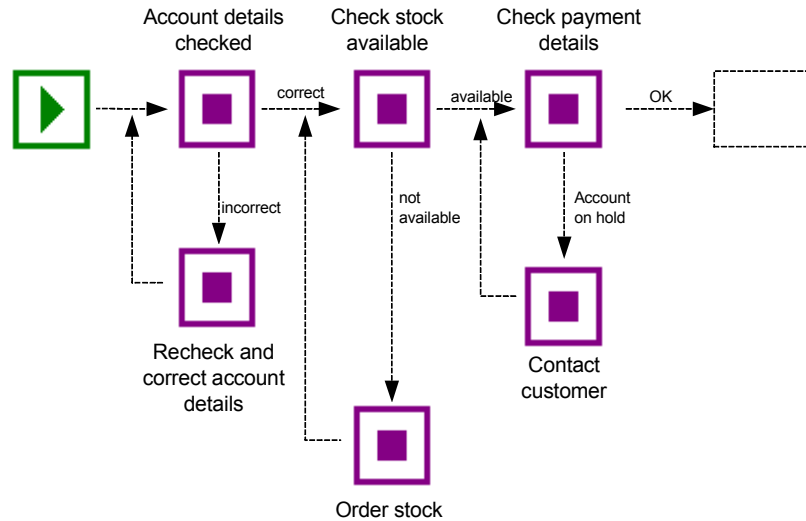 Account details
checked
Check stock
available
Check payment
details
correct
available
OK
incorrect
not
available
Account
on hold
Recheck and
correct account
details
Contact
customer
Order stock